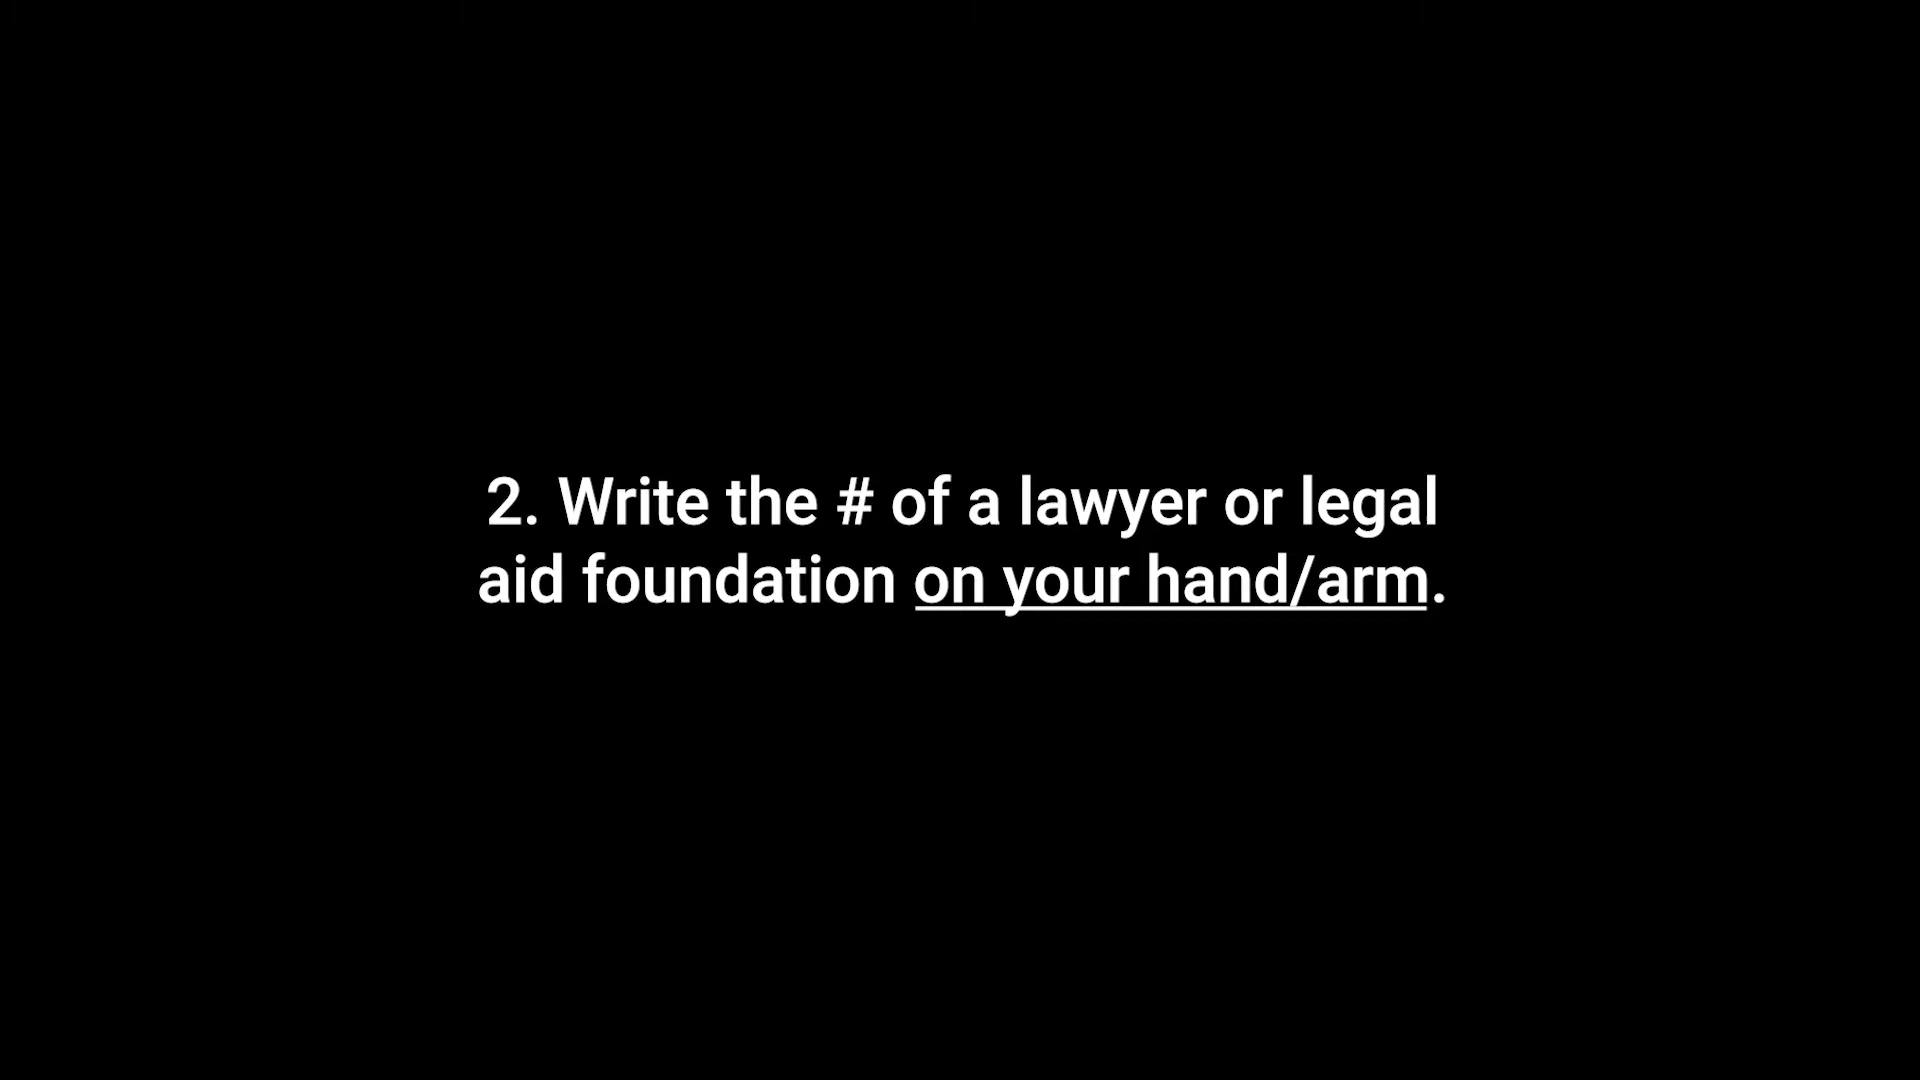 2. Write the # of a lawyer or legal
aid foundation on your hand/arm.